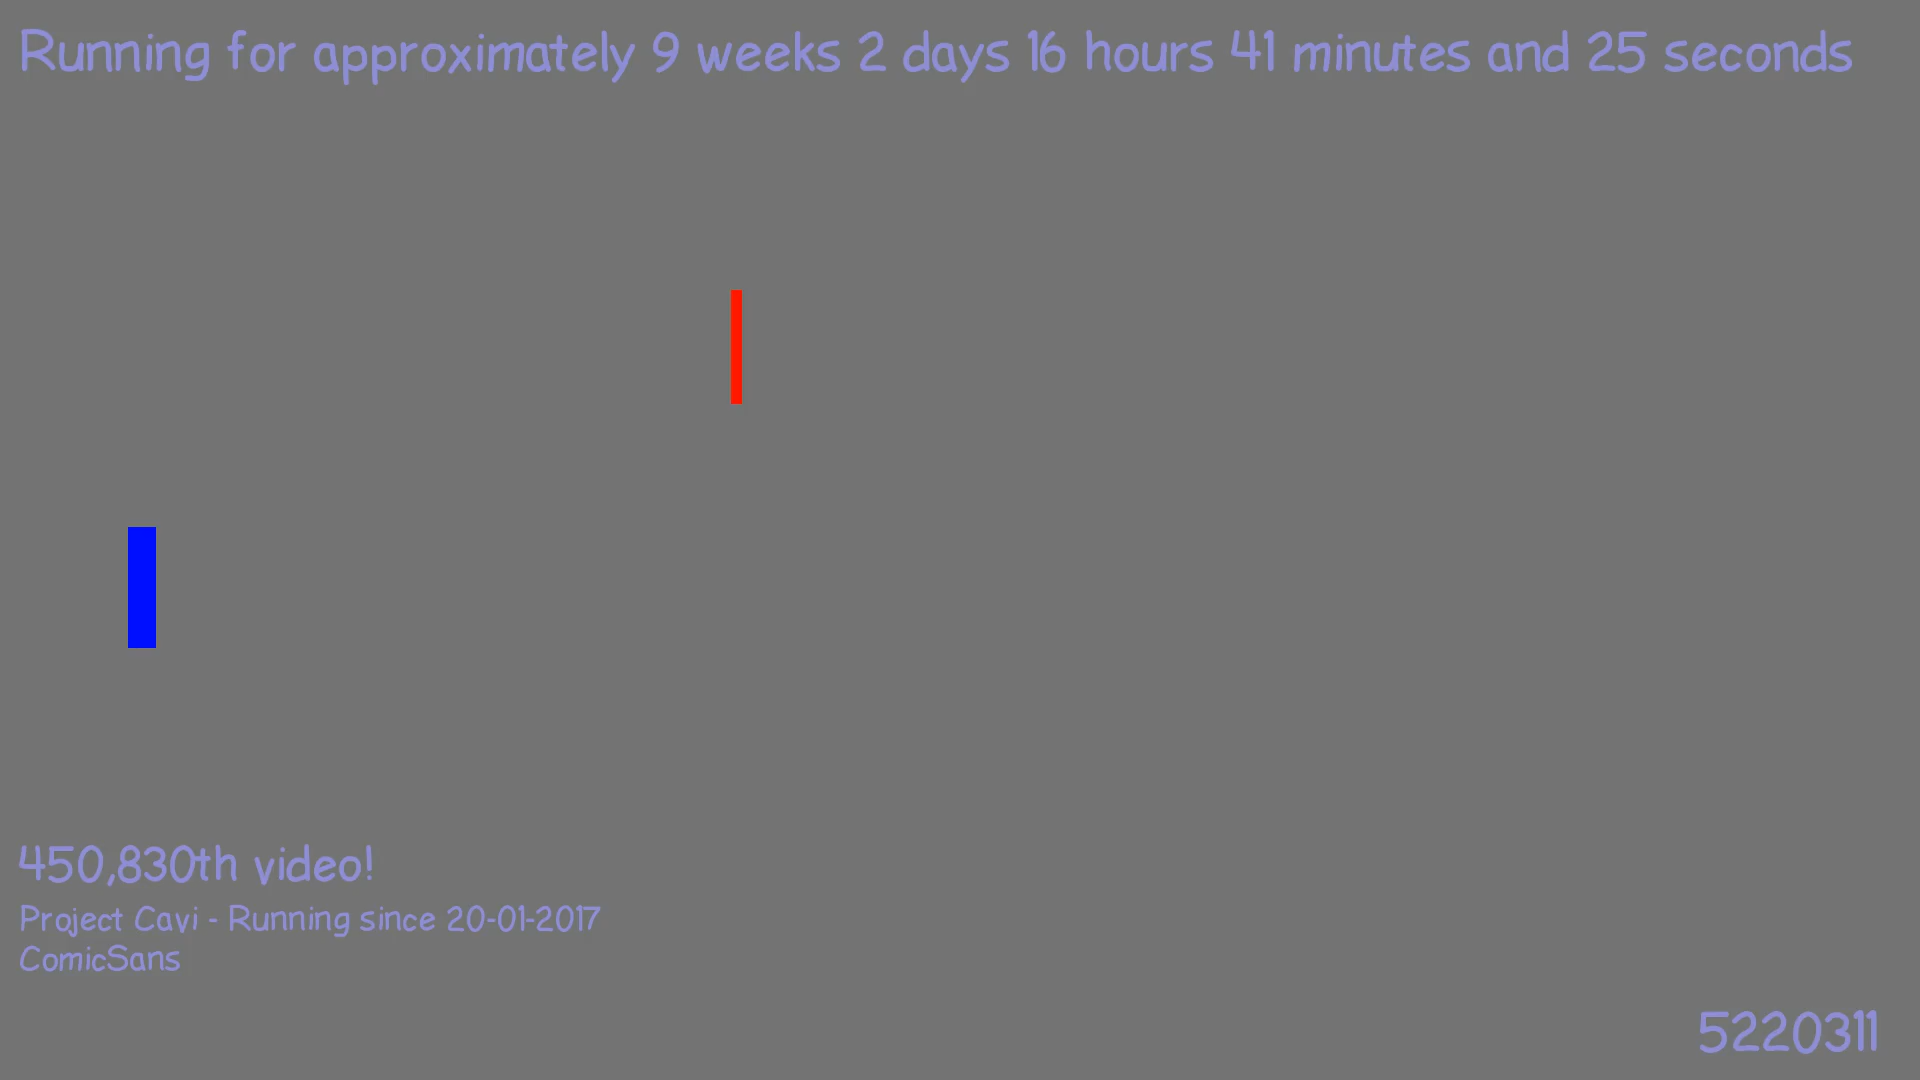 Running for approximately 9 weeks 2 days 16 hours 41 minutes and 25 seconds
450,830th video!
Project Cavi - Running since 20-01-2017
ComicSans
5220311